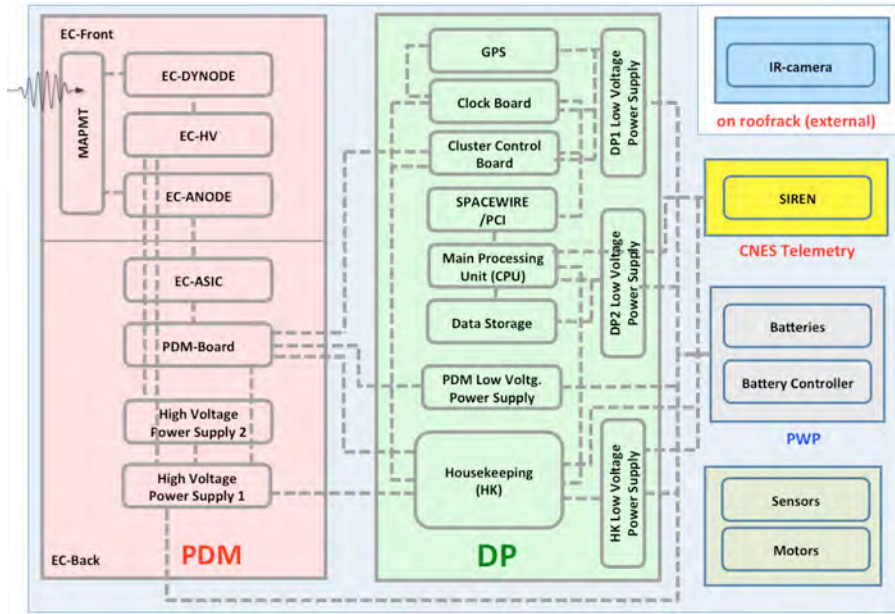 EC-Front
MAPMT
EC-DYNODE
EC-HV
EC-ANODE
EC-ASIC
PDM-Board
High Voltage
Power Supply 2
High Voltage
Power Supply 1
EC-Back
PDM
GPS
Clock Board
Cluster Control
Board
SPACEWIRE
/PCI
Main Processing
Unit (CPU)
Data Storage
PDM Low Voltg.
Power Supply
Housekeeping
(HK)
DP
DP1 Low Voltage
Power Supply
DP2 Low Voltage
Power Supply
HK Low Voltage
Power Supply
IR-camera
on roofrack (external)
SIREN
CNES Telemetry
Batteries
Battery Controller
PWP
Sensors
Motors